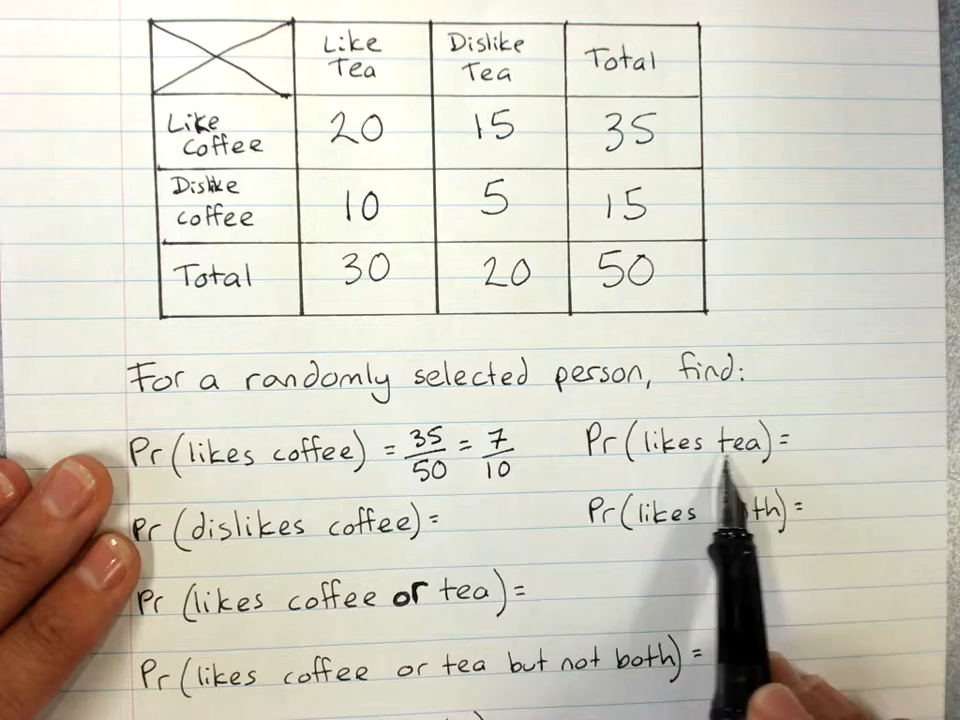 Like Tea Dislike Tea Total
Like coffee 20 15 35
Dislike coffee 10 5 15
Total 30 20 50
For a randomly selected person, find:
Pr(likes coffee) = 35/50 = 7/10 Pr(likes tea) =
Pr(dislikes coffee) = Pr(likes th) =
Pr(likes coffee or tea) =
Pr(likes coffee or tea but not both) =